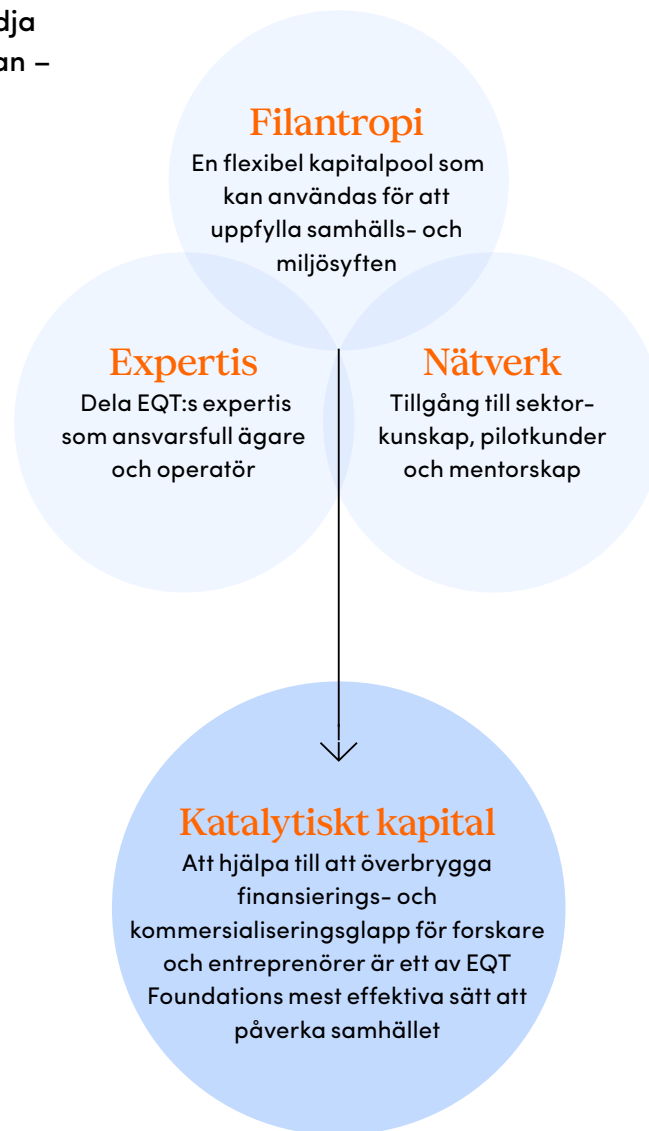 dja
an –
Filantropi
En flexibel kapitalpool som
kan användas för att
uppfylla samhälls- och
miljösyften
Expertis
Dela EQT:s expertis
som ansvarsfull ägare
och operatör
Nätverk
Tillgång till sektor-
kunskap, pilotkunder
och mentorskap
Katalytiskt kapital
Att hjälpa till att överbrygga
finansierings- och
kommersialiseringsglapp för forskare
och entreprenörer är ett av EQT
Foundations mest effektiva sätt att
påverka samhället